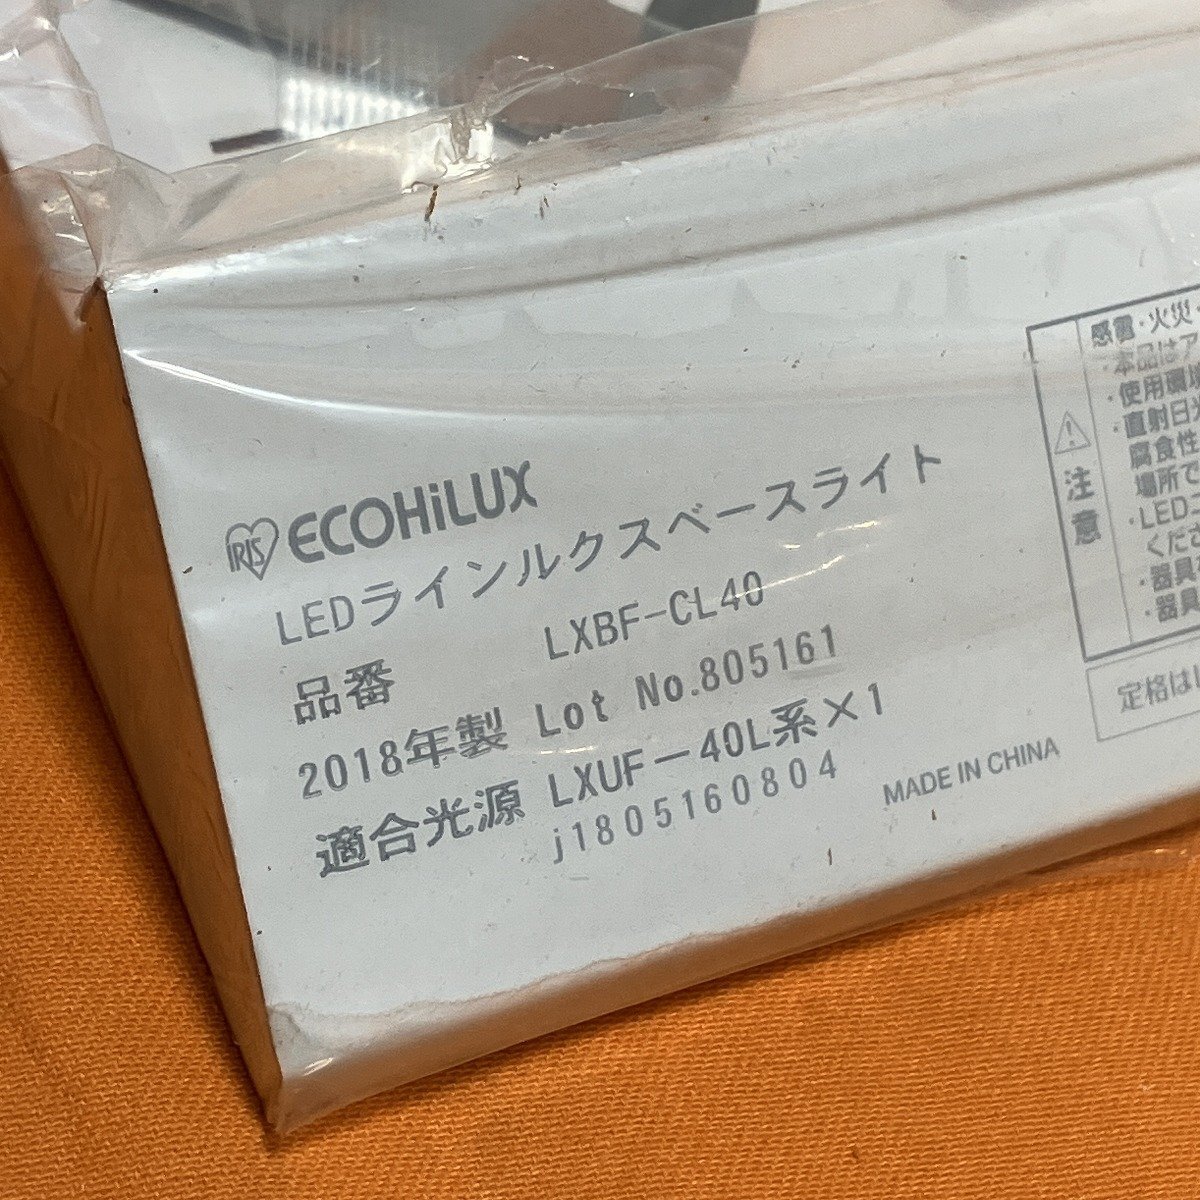 IRIS ECOHiLUX
LEDラインルクスベースライト
品番 LXBF-CL40
2018年製 Lot No.805161
適合光源 LXUF－40L系×1
j1805160804
MADE IN CHINA
注意
感電・火災・
・本品はア
・使用環境
・直射日光
腐食性
場所で
・LED
くださ
・器具
・器具
定格は